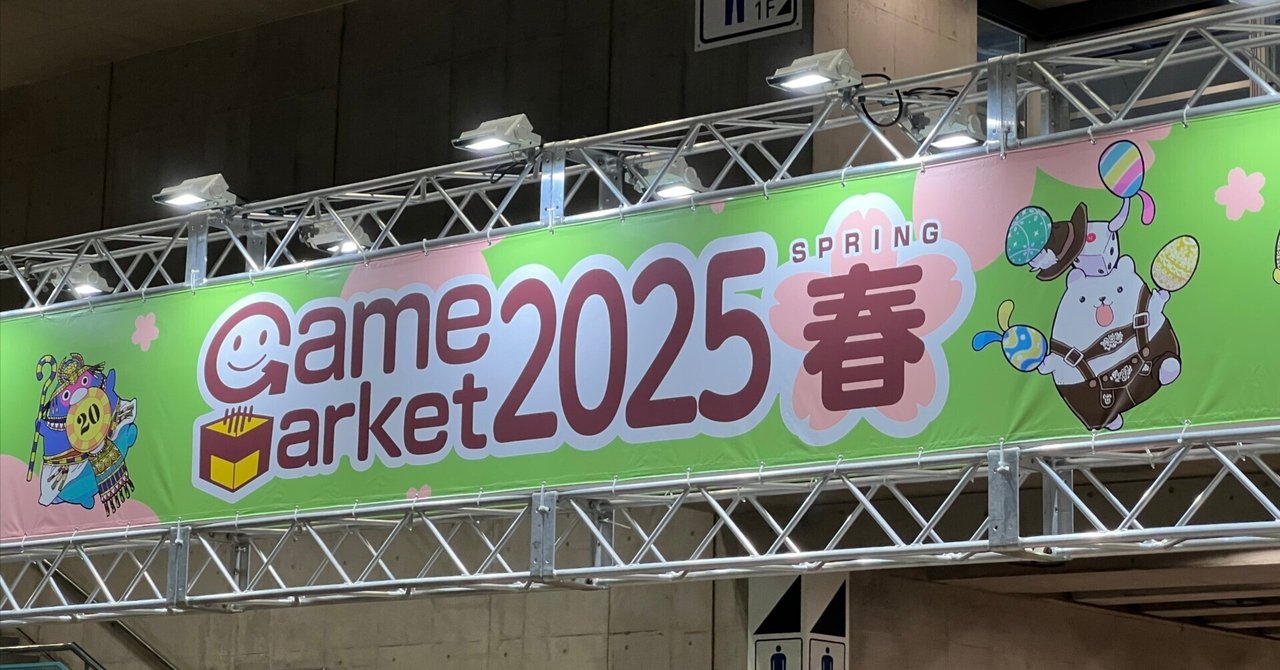 1F
SPRING
Game
Market 2025 春
20